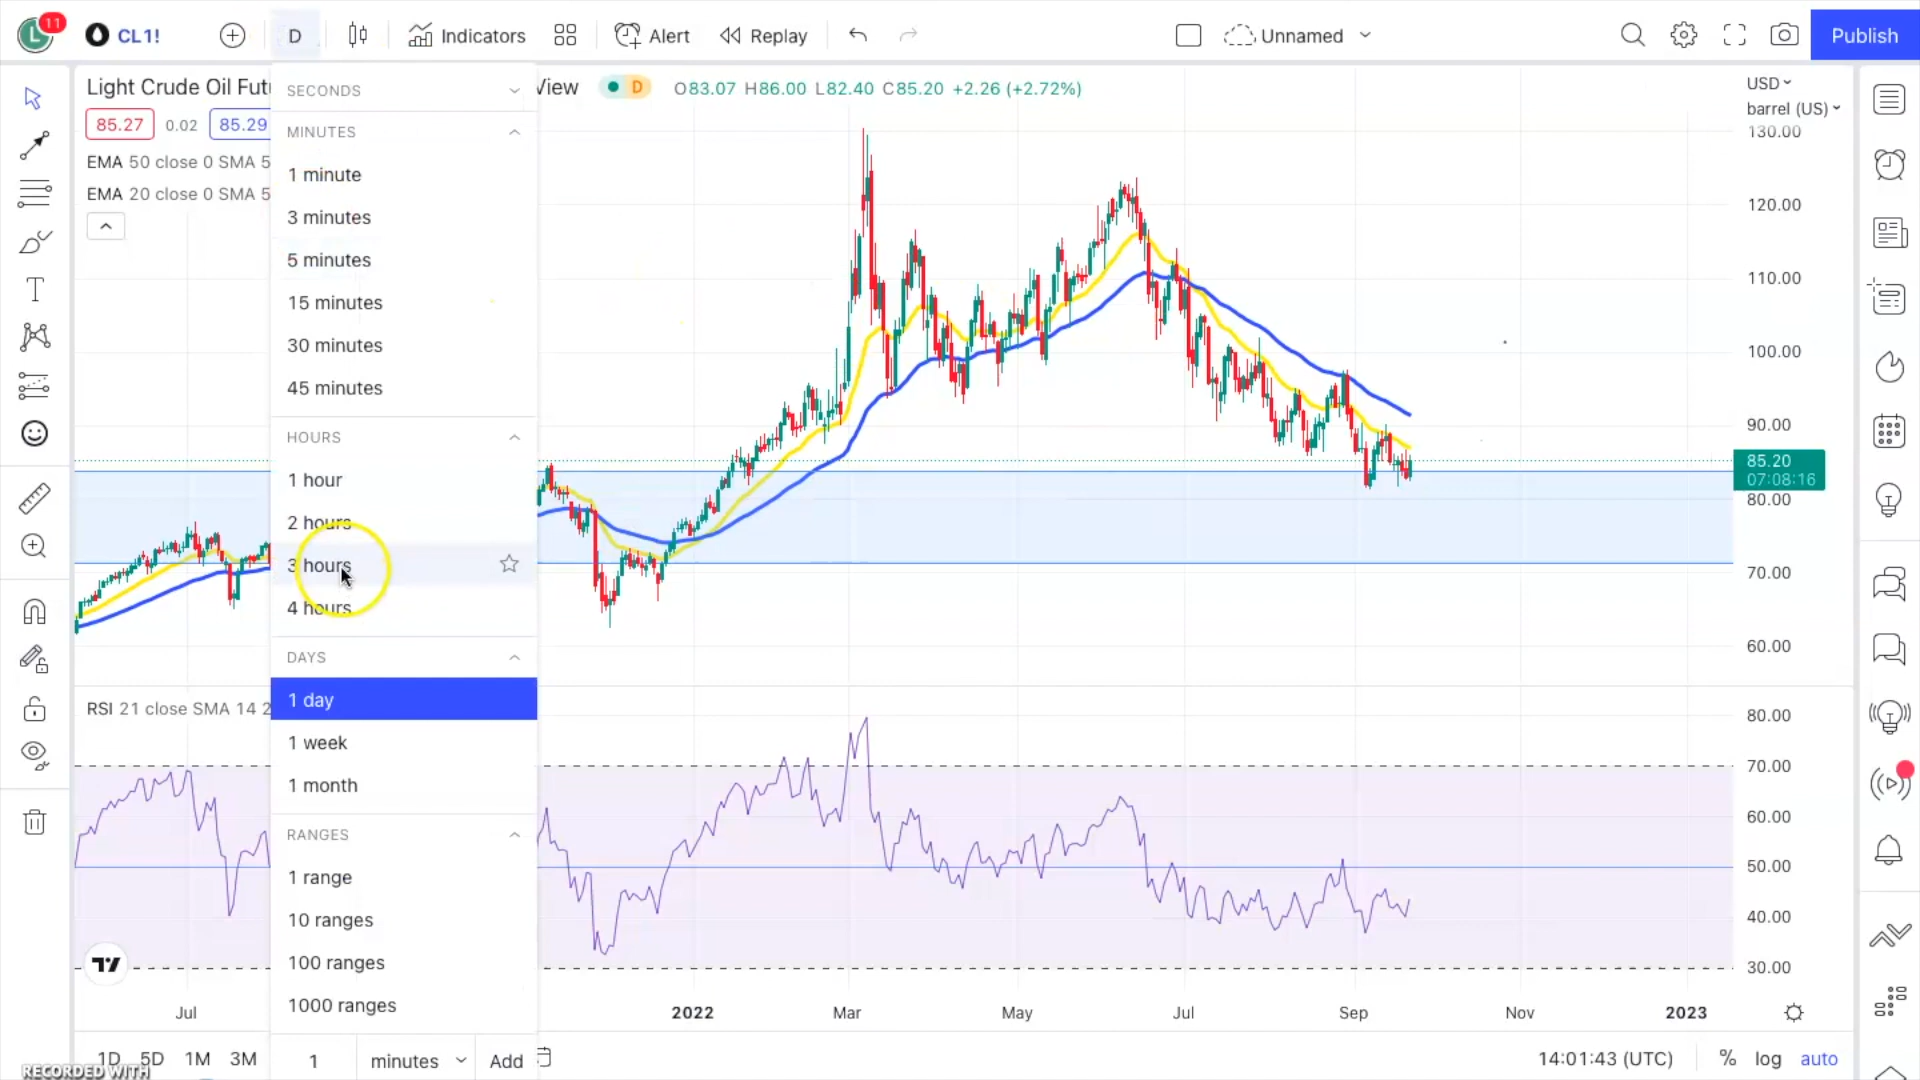 L 11 CL1! D Indicators Alert Replay Unnamed Publish
Light Crude Oil Futu View D O83.07 H86.00 L82.40 C85.20 +2.26 (+2.72%)
85.27 0.02 85.29
EMA 50 close 0 SMA 5
EMA 20 close 0 SMA 5
SECONDS
MINUTES
1 minute
3 minutes
5 minutes
15 minutes
30 minutes
45 minutes
HOURS
1 hour
2 hours
3 hours
4 hours
DAYS
1 day
1 week
1 month
RANGES
1 range
10 ranges
100 ranges
1000 ranges
1 minutes Add
USD
barrel (US)
130.00
120.00
110.00
100.00
90.00
85.20
07:08:16
80.00
70.00
60.00
RSI 21 close SMA 14 2
80.00
70.00
60.00
50.00
40.00
30.00
Jul 2022 Mar May Jul Sep Nov 2023
1D 5D 1M 3M 14:01:43 (UTC) % log auto
RECORDED WITH